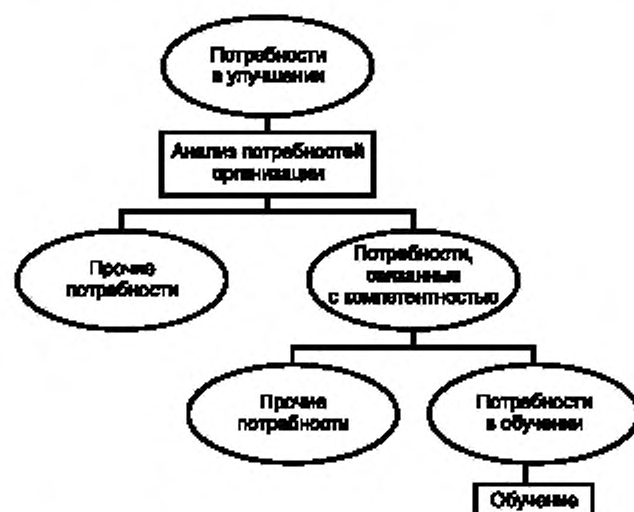 Потребности
в улучшении
Анализ потребностей
организации
Прочие
потребности
Потребности,
связанные
с компетентностью
Прочие
потребности
Потребности
в обучении
Обучение